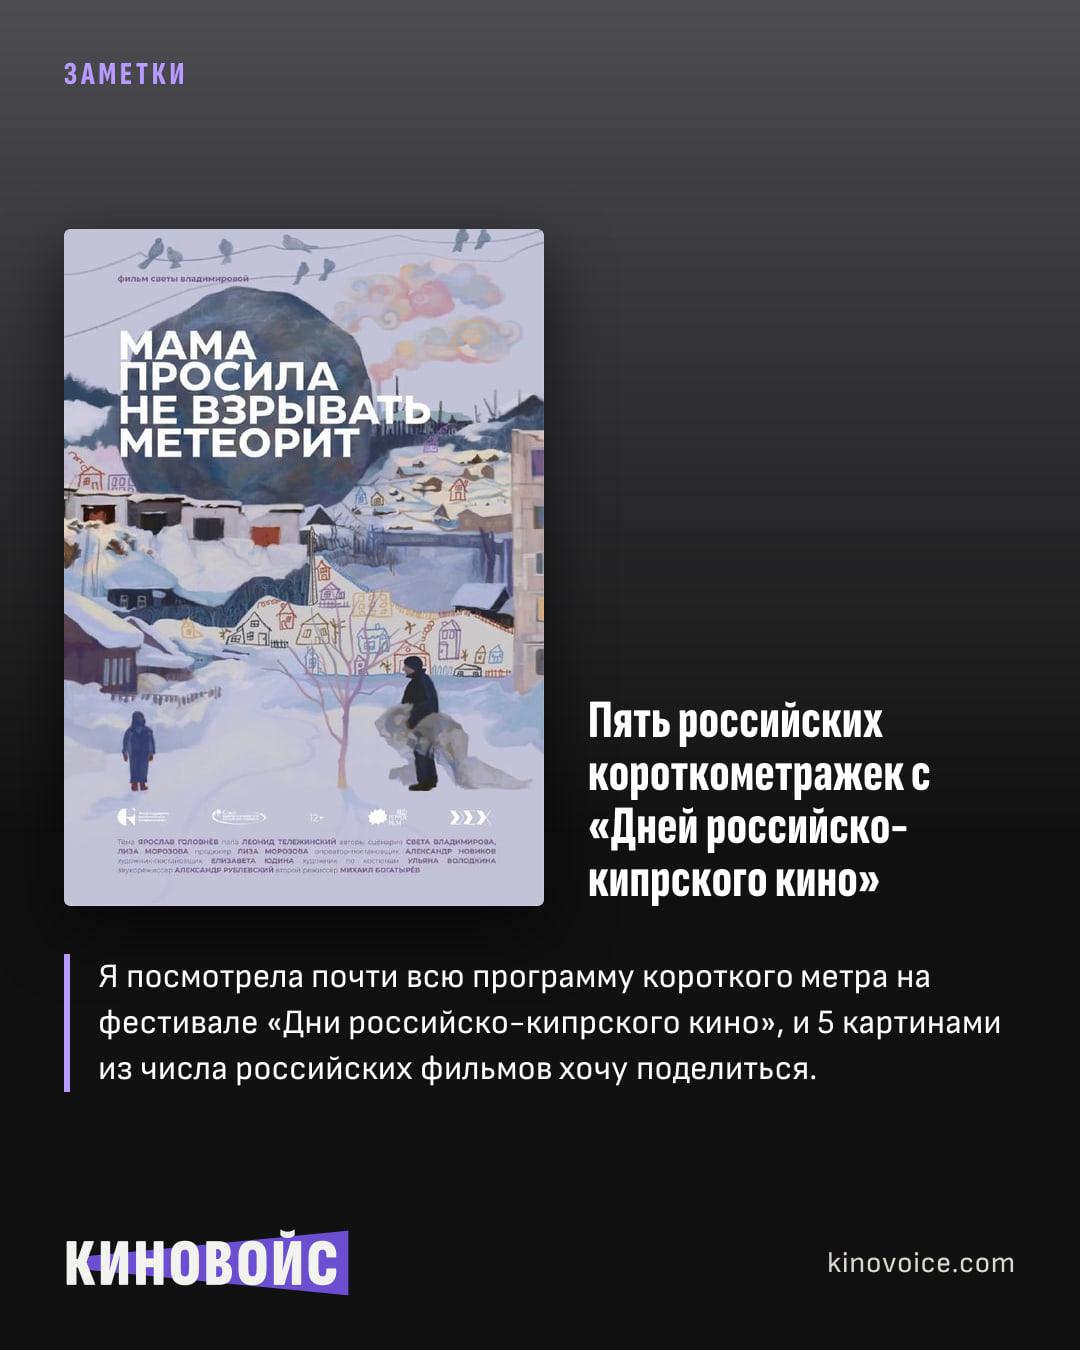 ЗАМЕТКИ
фильм светы владимировой
МАМА
ПРОСИЛА
НЕ ВЗРЫВАТЬ
МЕТЕОРИТ
12+
Тёма ЯРОСЛАВ ГОЛОВНЁВ папа ЛЕОНИД ТЕЛЕЖИНСКИЙ авторы сценария СВЕТА ВЛАДИМИРОВА,
ЛИЗА МОРОЗОВА продюсер ЛИЗА МОРОЗОВА оператор-постановщик АЛЕКСАНДР НОВИКОВ
художник-постановщик ЕЛИЗАВЕТА ЮДИНА художник по костюмам УЛЬЯНА ВОЛОДКИНА
звукорежиссёр АЛЕКСАНДР РУБЛЕВСКИЙ второй режиссёр МИХАИЛ БОГАТЫРЁВ
Пять российских
короткометражек с
«Дней российско-
кипрского кино»
Я посмотрела почти всю программу короткого метра на
фестивале «Дни российско-кипрского кино», и 5 картинами
из числа российских фильмов хочу поделиться.
КИНОВОЙС
kinovoice.com